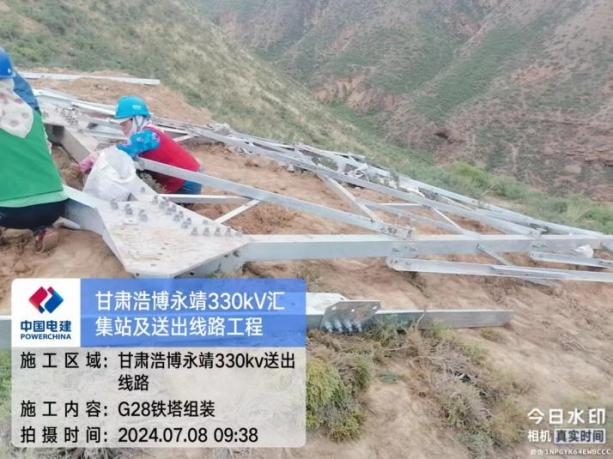 中国电建
POWERCHINA
甘肃浩博永靖330kV汇
集站及送出线路工程
施工区域：甘肃浩博永靖330kv送出
线路
施工内容：G28铁塔组装
拍摄时间：2024.07.08 09:38
今日水印
相机 真实时间